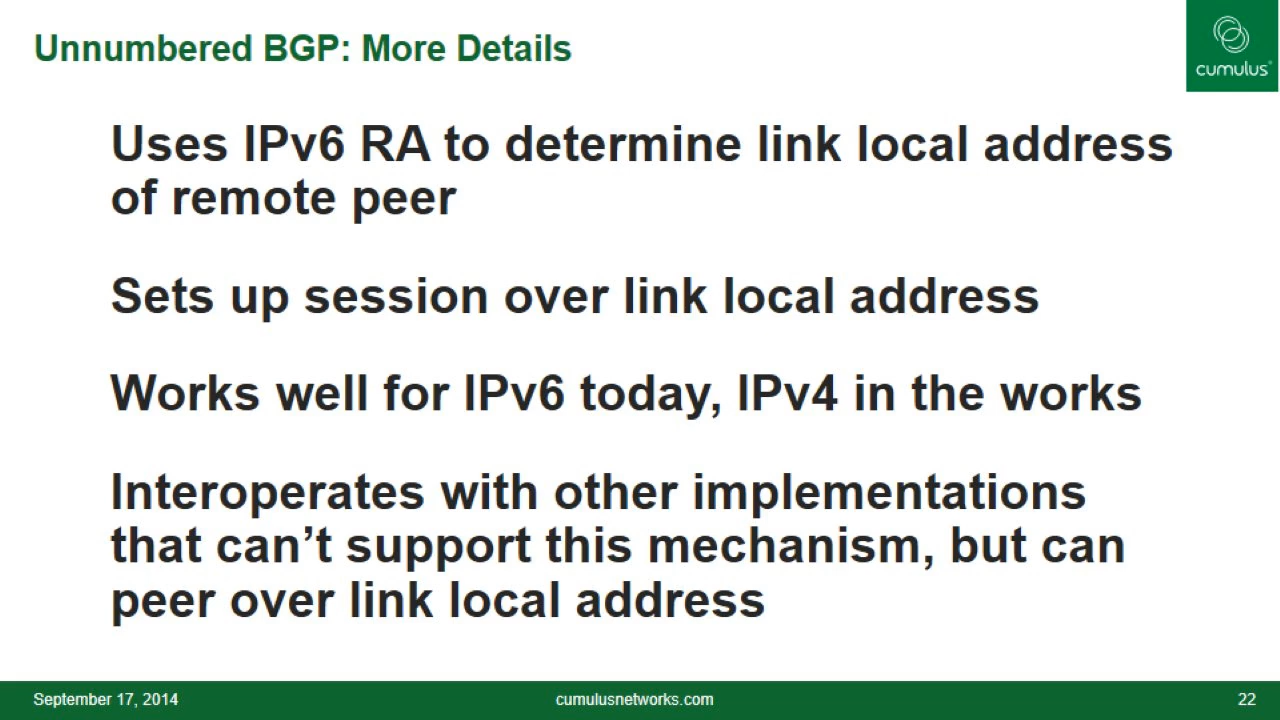 Unnumbered BGP: More Details
cumulus
Uses IPv6 RA to determine link local address
of remote peer
Sets up session over link local address
Works well for IPv6 today, IPv4 in the works
Interoperates with other implementations
that can’t support this mechanism, but can
peer over link local address
September 17, 2014
cumulusnetworks.com
22